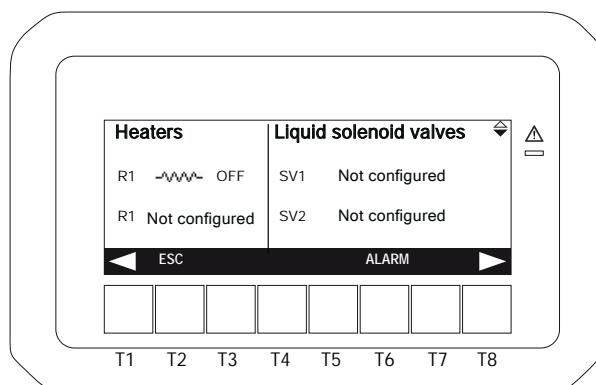 Heaters Liquid solenoid valves
R1 OFF SV1 Not configured
R1 Not configured SV2 Not configured
ESC ALARM
T1 T2 T3 T4 T5 T6 T7 T8